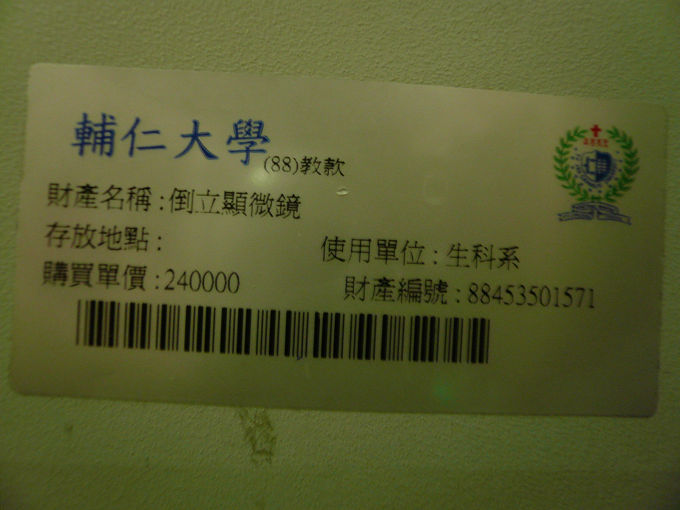 輔仁大學
(88)教款
財產名稱:倒立顯微鏡
存放地點:
使用單位:生科系
購買單價:240000
財產編號:88453501571